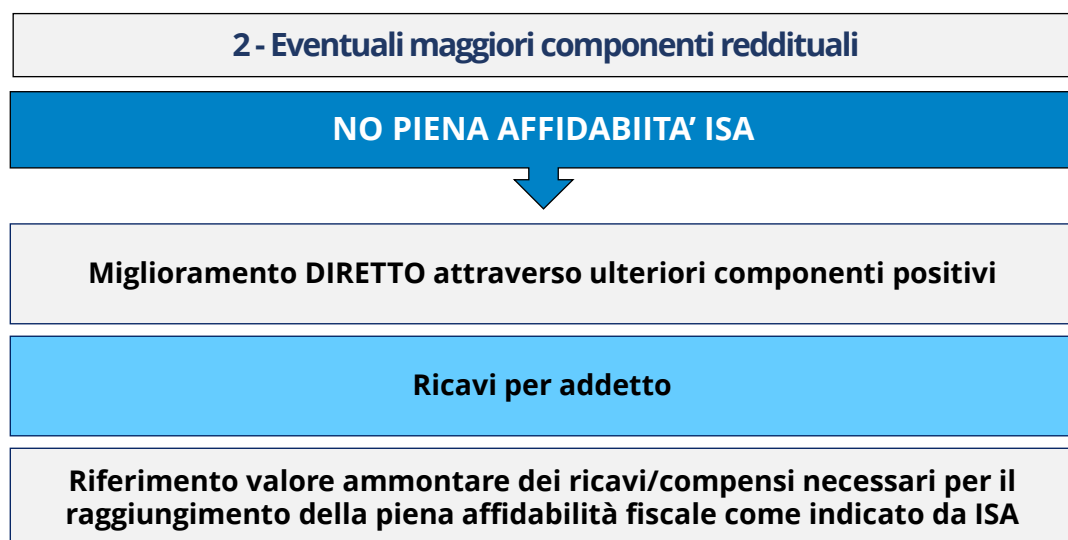 2 - Eventuali maggiori componenti reddituali
NO PIENA AFFIDABIITA’ ISA
Miglioramento DIRETTO attraverso ulteriori componenti positivi
Ricavi per addetto
Riferimento valore ammontare dei ricavi/compensi necessari per il
raggiungimento della piena affidabilità fiscale come indicato da ISA